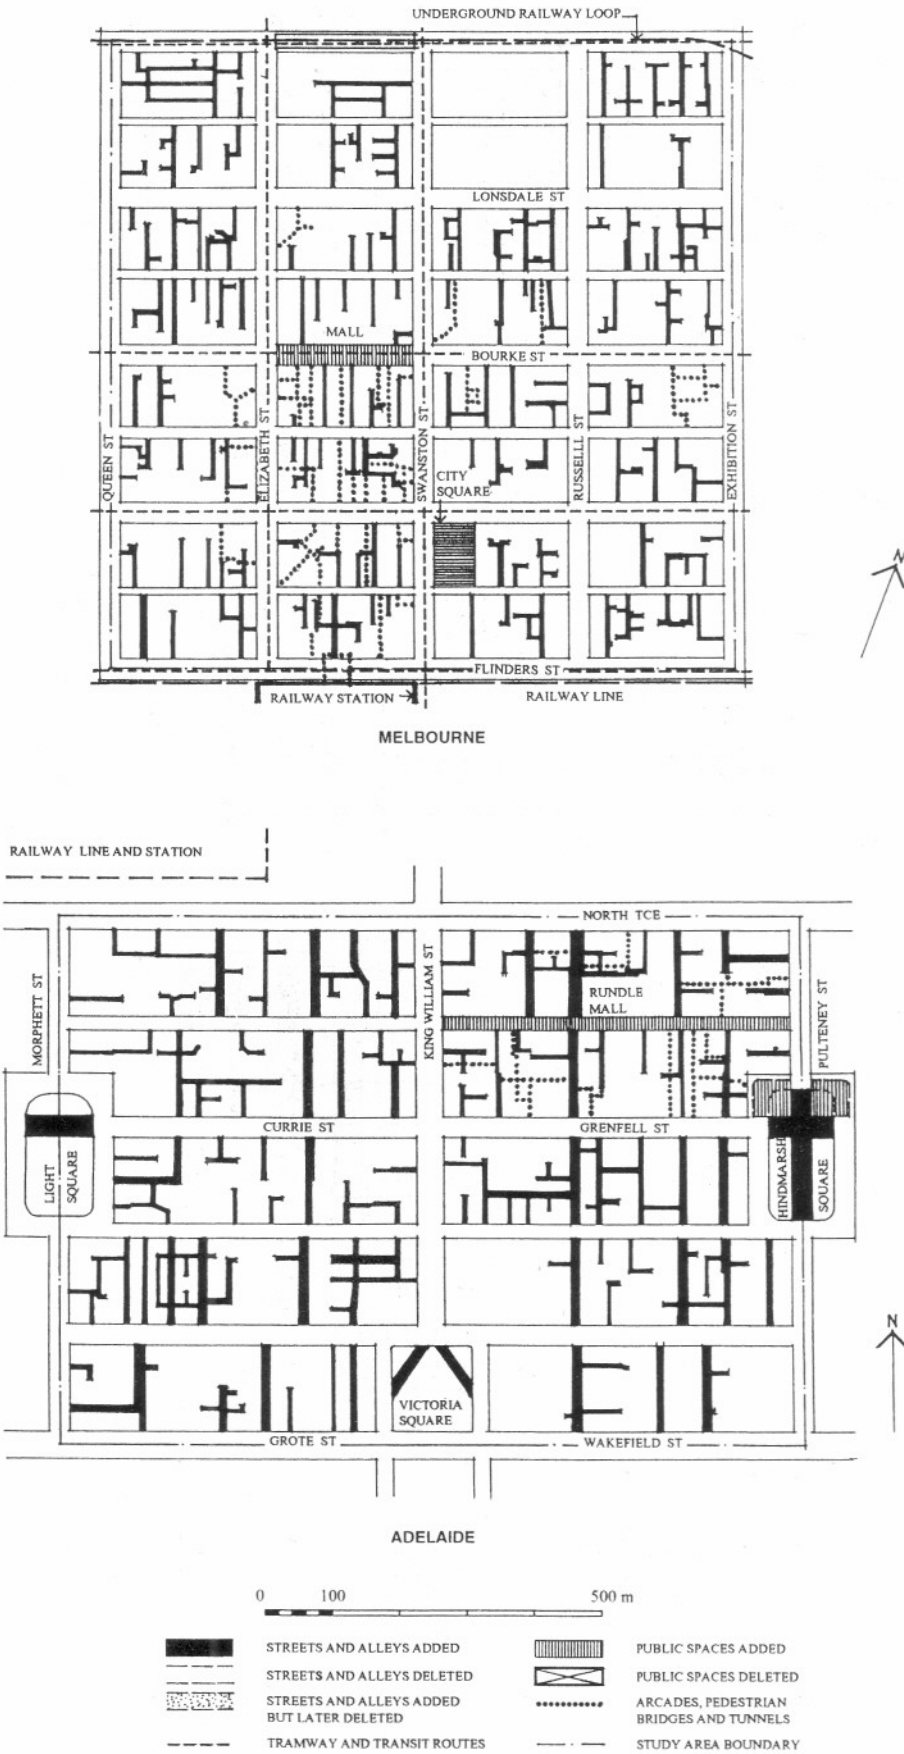 UNDERGROUND RAILWAY LOOP
LONSDALE ST
MALL
BOURKE ST
QUEEN ST
ELIZABETH ST
SWANSTON ST
RUSSELLL ST
EXHIBITION ST
CITY
SQUARE
N
FLINDERS ST
RAILWAY STATION
RAILWAY LINE
MELBOURNE
RAILWAY LINE AND STATION
NORTH TCE
MORPHETT ST
KING WILLIAM ST
RUNDLE
MALL
PULTENEY ST
CURRIE ST
GRENFELL ST
LIGHT
SQUARE
HINDMARSH
SQUARE
N
VICTORIA
SQUARE
GROTE ST
WAKEFIELD ST
ADELAIDE
0 100 500 m
STREETS AND ALLEYS ADDED
STREETS AND ALLEYS DELETED
STREETS AND ALLEYS ADDED
BUT LATER DELETED
TRAMWAY AND TRANSIT ROUTES
PUBLIC SPACES ADDED
PUBLIC SPACES DELETED
ARCADES, PEDESTRIAN
BRIDGES AND TUNNELS
STUDY AREA BOUNDARY